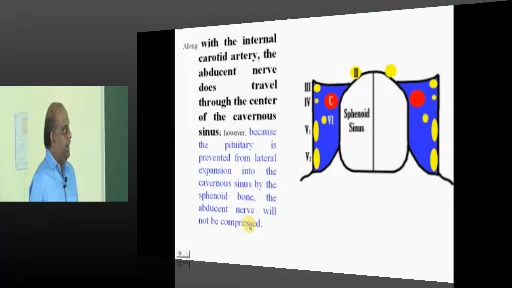 Along with the internal
carotid artery, the
abducent nerve
does travel
through the center
of the cavernous
sinus; however, because
the pituitary is
prevented from lateral
expansion into the
cavernous sinus by the
sphenoid bone, the
abducent nerve will
not be compressed.
II
III
IV
C
VI
V₁
V₂
Sphenoid
Sinus